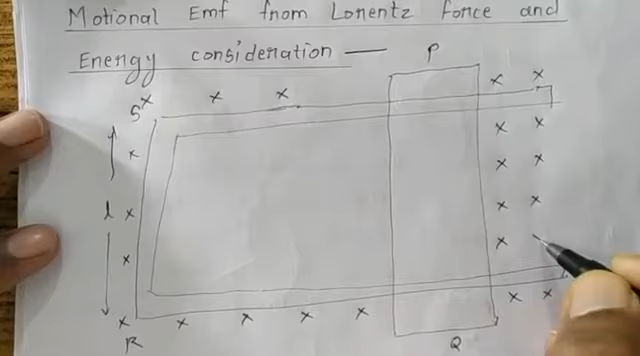 Motional Emf from Lorentz force and
Energy consideration —
P
S
l
R
Q